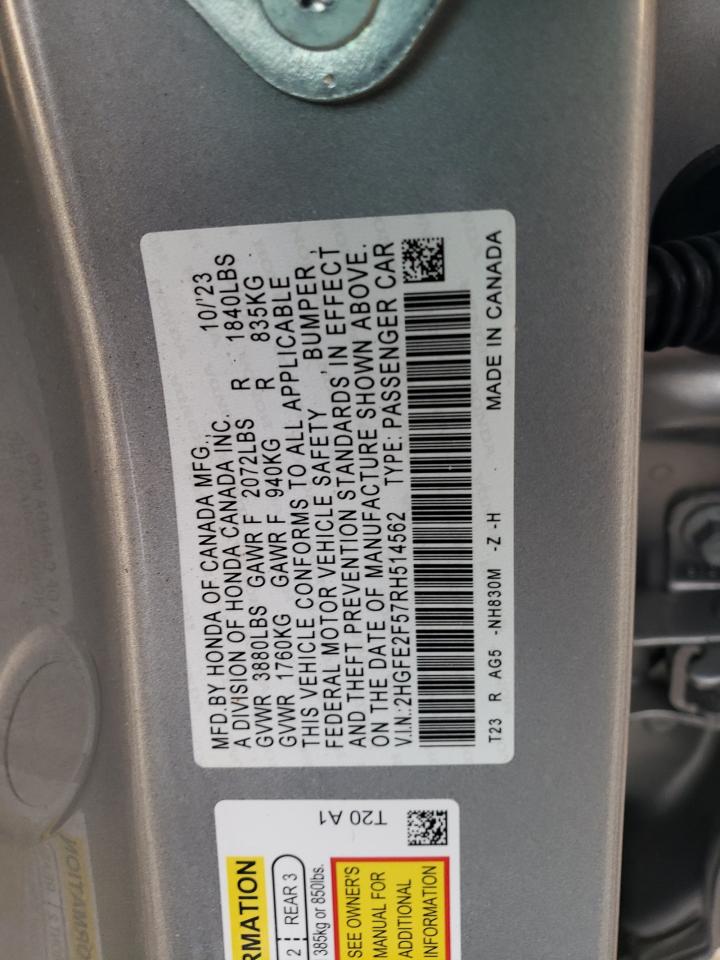 MFD.BY HONDA OF CANADA MFG., 10/'23
A DIVISION OF HONDA CANADA INC.
GVWR 3880LBS GAWR F 2072LBS R 1840LBS
GVWR 1760KG GAWR F 940KG R 835KG
THIS VEHICLE CONFORMS TO ALL APPLICABLE
FEDERAL MOTOR VEHICLE SAFETY, BUMPER,
AND THEFT PREVENTION STANDARDS IN EFFECT
ON THE DATE OF MANUFACTURE SHOWN ABOVE.
V.I.N.:2HGFE2F57RH514562 TYPE: PASSENGER CAR
T23 R AG5 -NH830M -Z -H MADE IN CANADA
T20 A1
RMATION
2 REAR 3
385kg or 850lbs.
SEE OWNER'S
MANUAL FOR
ADDITIONAL
INFORMATION